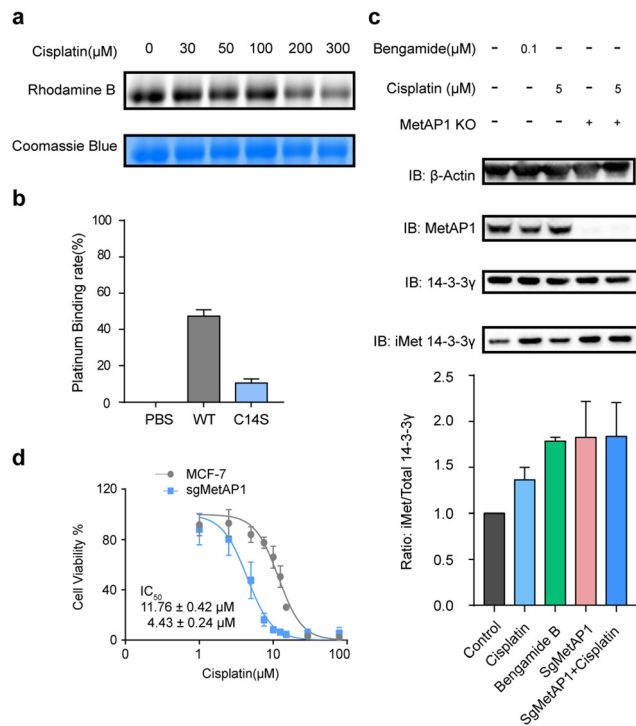 a
Cisplatin(μM) 0 30 50 100 200 300
Rhodamine B
Coomassie Blue
b
Platinum Binding rate(%)
100
80
60
40
20
0
PBS WT C14S
c
Bengamide(μM) - 0.1 - - -
Cisplatin (μM) - - 5 - 5
MetAP1 KO - - - + +
IB: β-Actin
IB: MetAP1
IB: 14-3-3γ
IB: iMet 14-3-3γ
Ratio: iMet/Total 14-3-3γ
2.5
2.0
1.5
1.0
0.5
0.0
Control
Cisplatin
Bengamide B
SgMetAP1
SgMetAP1+Cisplatin
d
MCF-7
sgMetAP1
Cell Viability %
120
80
40
0
IC50
11.76 ± 0.42 μM
4.43 ± 0.24 μM
1 10 100
Cisplatin(μM)